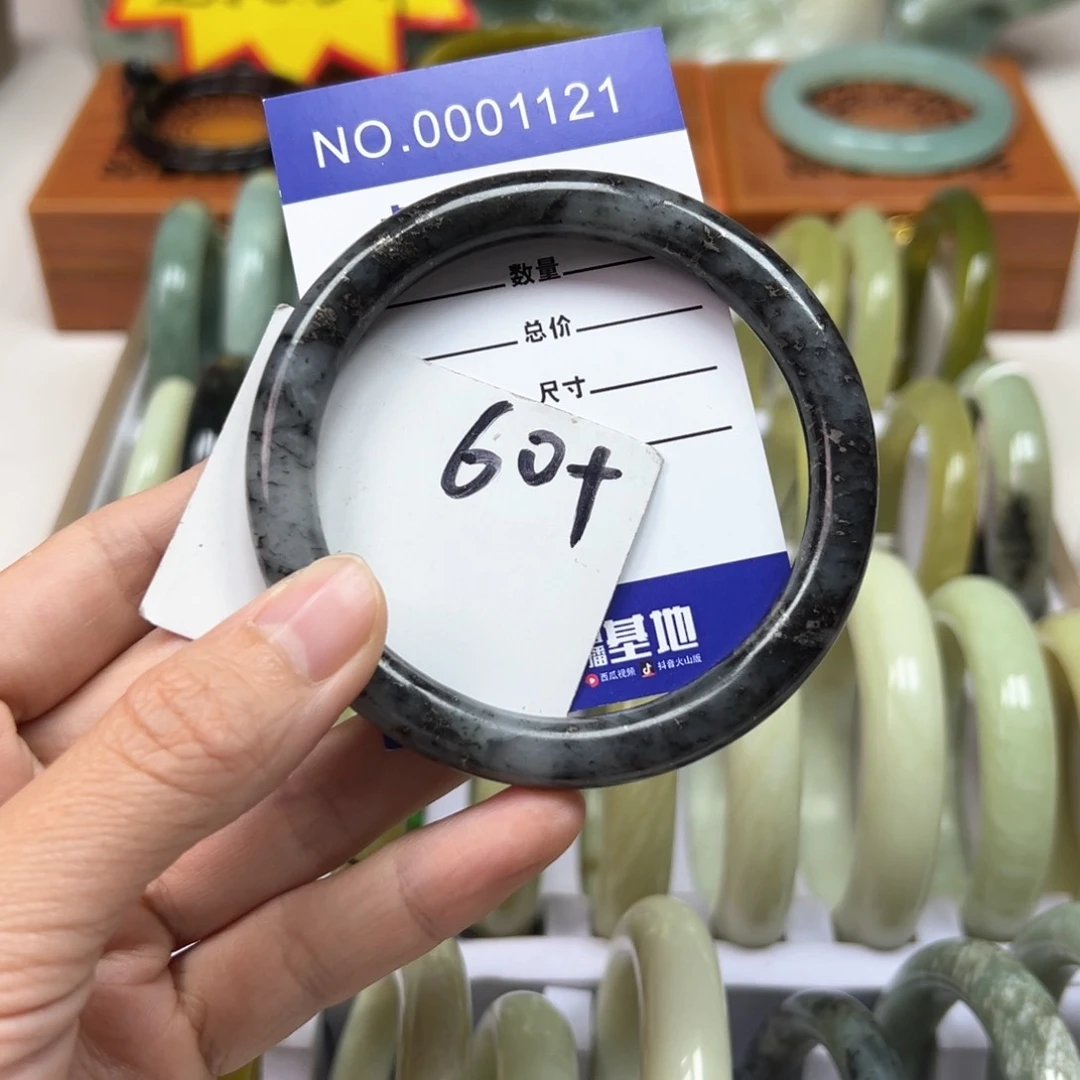 NO.0001121
数量
总价
尺寸
60+
基地
西瓜视频 抖音火山版